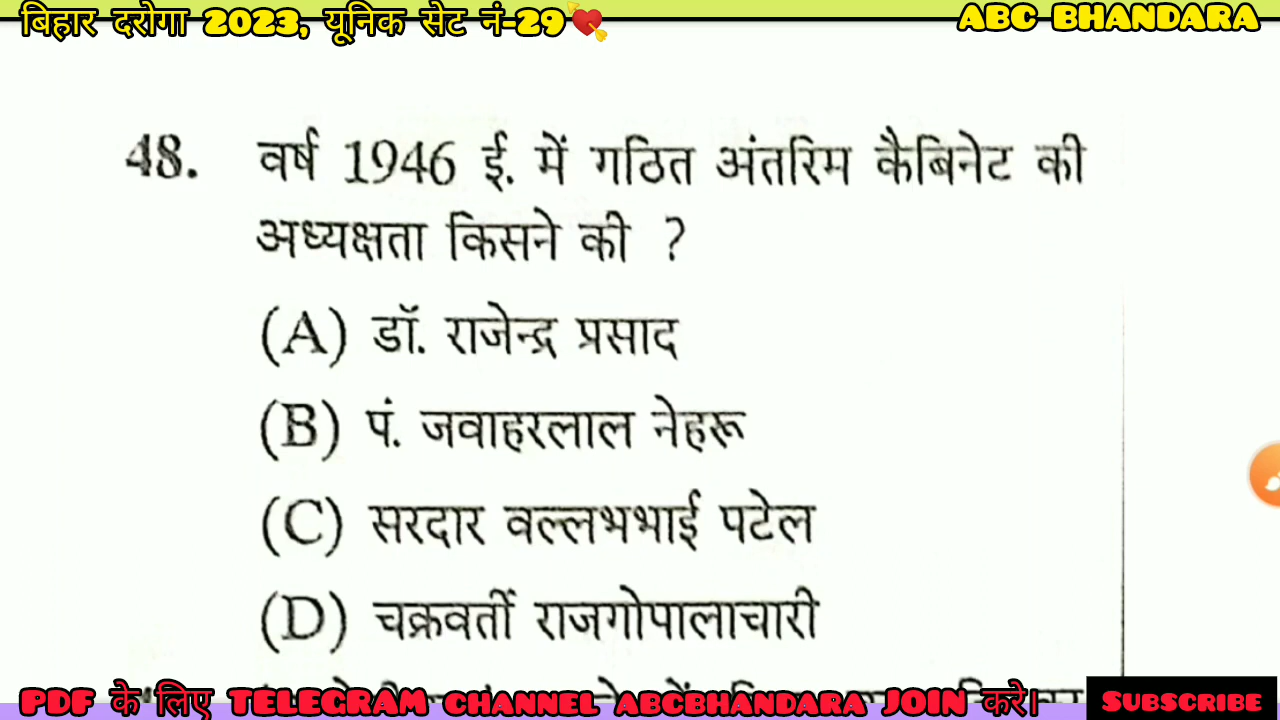 बिहार दरोगा 2023, यूनिक सेट नं-29
ABC BHANDARA
48. वर्ष 1946 ई. में गठित अंतरिम कैबिनेट की
अध्यक्षता किसने की ?
(A) डॉ. राजेन्द्र प्रसाद
(B) पं. जवाहरलाल नेहरू
(C) सरदार वल्लभभाई पटेल
(D) चक्रवर्ती राजगोपालाचारी
PDF के लिए TELEGRAM CHANNEL ABCBHANDARA JOIN करे।
SUBSCRIBE